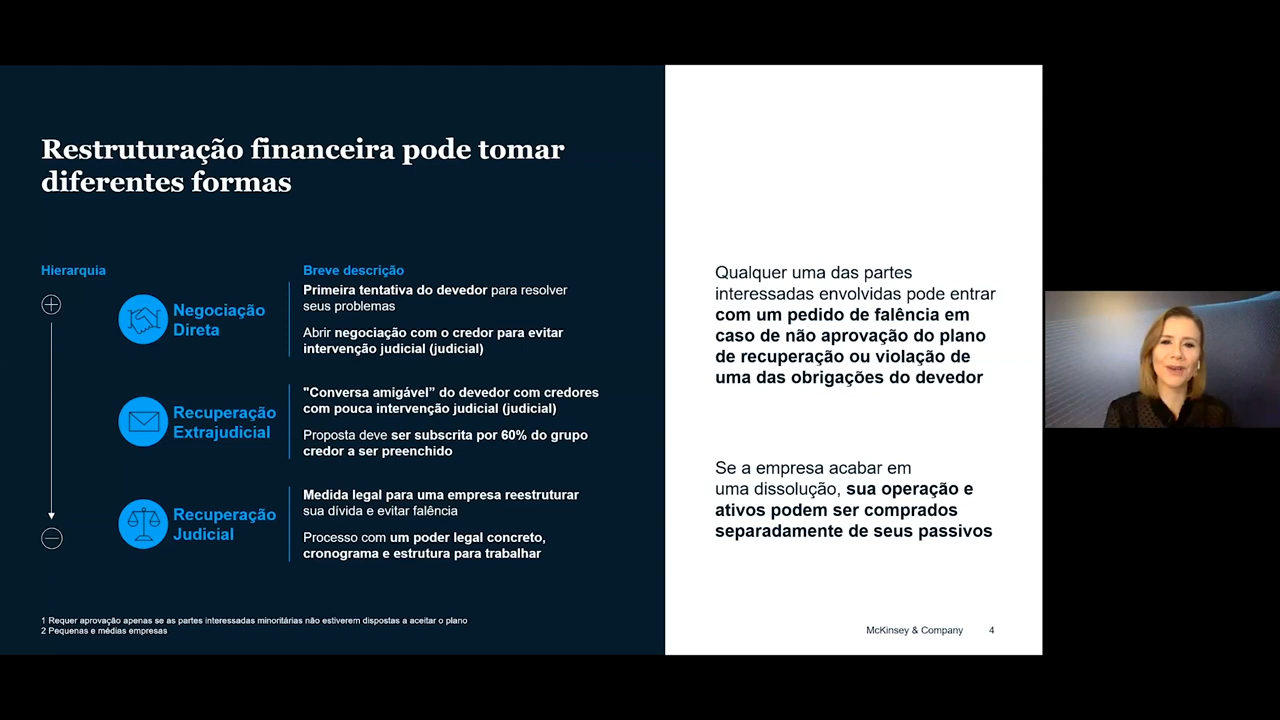 Restruturação financeira pode tomar
diferentes formas
Hierarquia
Breve descrição
Negociação
Direta
Primeira tentativa do devedor para resolver
seus problemas
Abrir negociação com o credor para evitar
intervenção judicial (judicial)
Recuperação
Extrajudicial
"Conversa amigável” do devedor com credores
com pouca intervenção judicial (judicial)
Proposta deve ser subscrita por 60% do grupo
credor a ser preenchido
Recuperação
Judicial
Medida legal para uma empresa reestruturar
sua dívida e evitar falência
Processo com um poder legal concreto,
cronograma e estrutura para trabalhar
1 Requer aprovação apenas se as partes interessadas minoritárias não estiverem dispostas a aceitar o plano
2 Pequenas e médias empresas
Qualquer uma das partes
interessadas envolvidas pode entrar
com um pedido de falência em
caso de não aprovação do plano
de recuperação ou violação de
uma das obrigações do devedor
Se a empresa acabar em
uma dissolução, sua operação e
ativos podem ser comprados
separadamente de seus passivos
McKinsey & Company 4